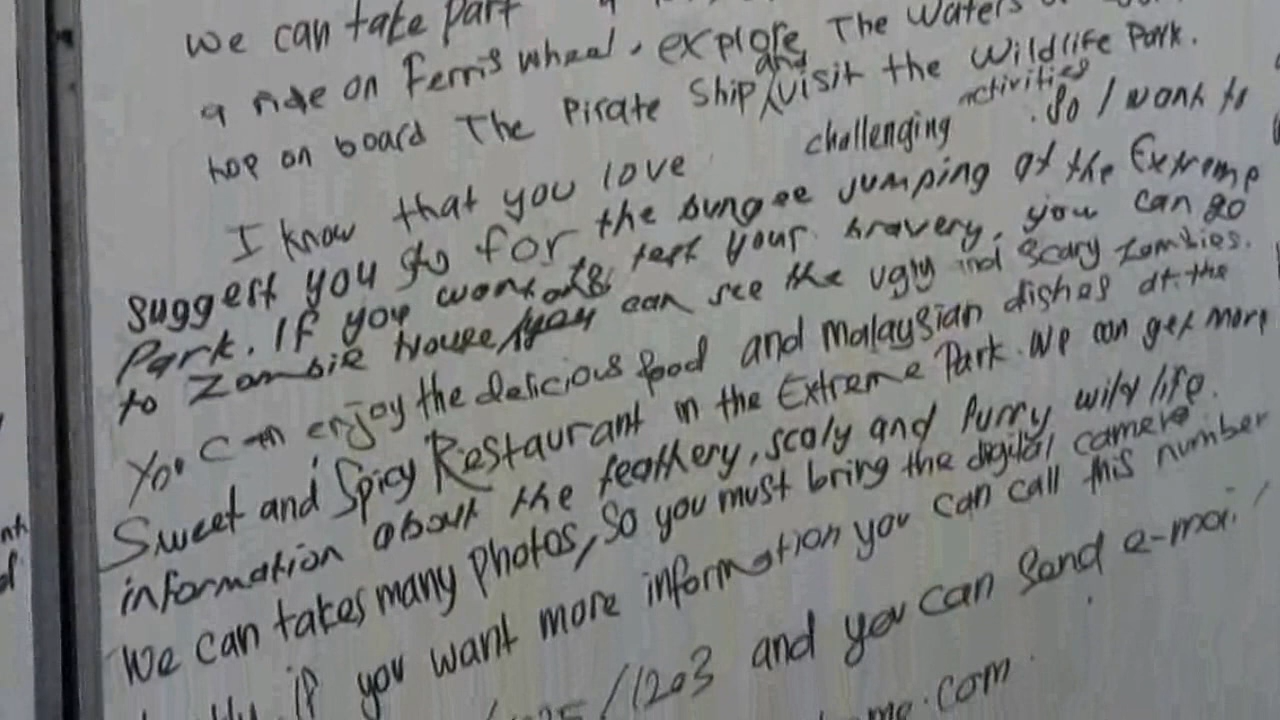 We can take part
a ride on Ferris wheel, explore The Waters
hop on board The Pirate Ship and visit the Wildlife Park.
I know that you love challenging activities. So I want to
suggest you go for the bungee jumping at the Extreme
Park. If you want to test your bravery, you can go
to Zombie House, you can see the ugly and scary zombies.
You can enjoy the delicious food and Malaysian dishes at the
Sweet and Spicy Restaurant in the Extreme Park. We can get more
information about the feathery, scaly and furry wild life.
We can takes many photos, so you must bring the digital camera
if you want more information you can call this number
/1203 and you can send e-mail
.com